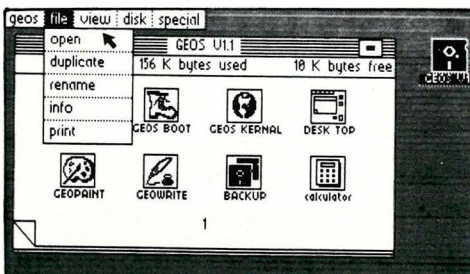 geos file view disk special
open
duplicate
rename
info
print
GEOS V1.1
156 K bytes used 10 K bytes free
GEOS BOOT GEOS KERNAL DESK TOP
GEOPAINT GEOWRITE BACKUP calculator
1
GEOS